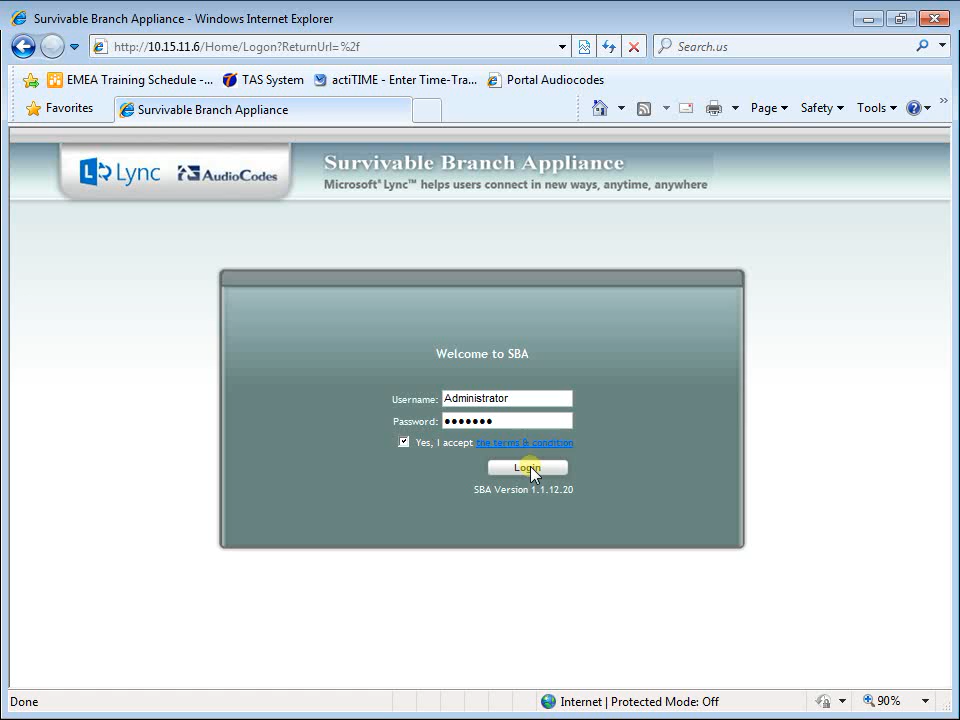 Survivable Branch Appliance - Windows Internet Explorer
http://10.15.11.6/Home/Logon?ReturnUrl=%2f
Search.us
EMEA Training Schedule -... TAS System actiTIME - Enter Time-Tra... Portal Audiocodes
Favorites Survivable Branch Appliance Page Safety Tools
Lync AudioCodes
Survivable Branch Appliance
Microsoft® Lync™ helps users connect in new ways, anytime, anywhere
Welcome to SBA
Username: Administrator
Password: •••••••
Yes, I accept the terms & condition
Login
SBA Version 1.1.12.20
Done Internet | Protected Mode: Off 90%